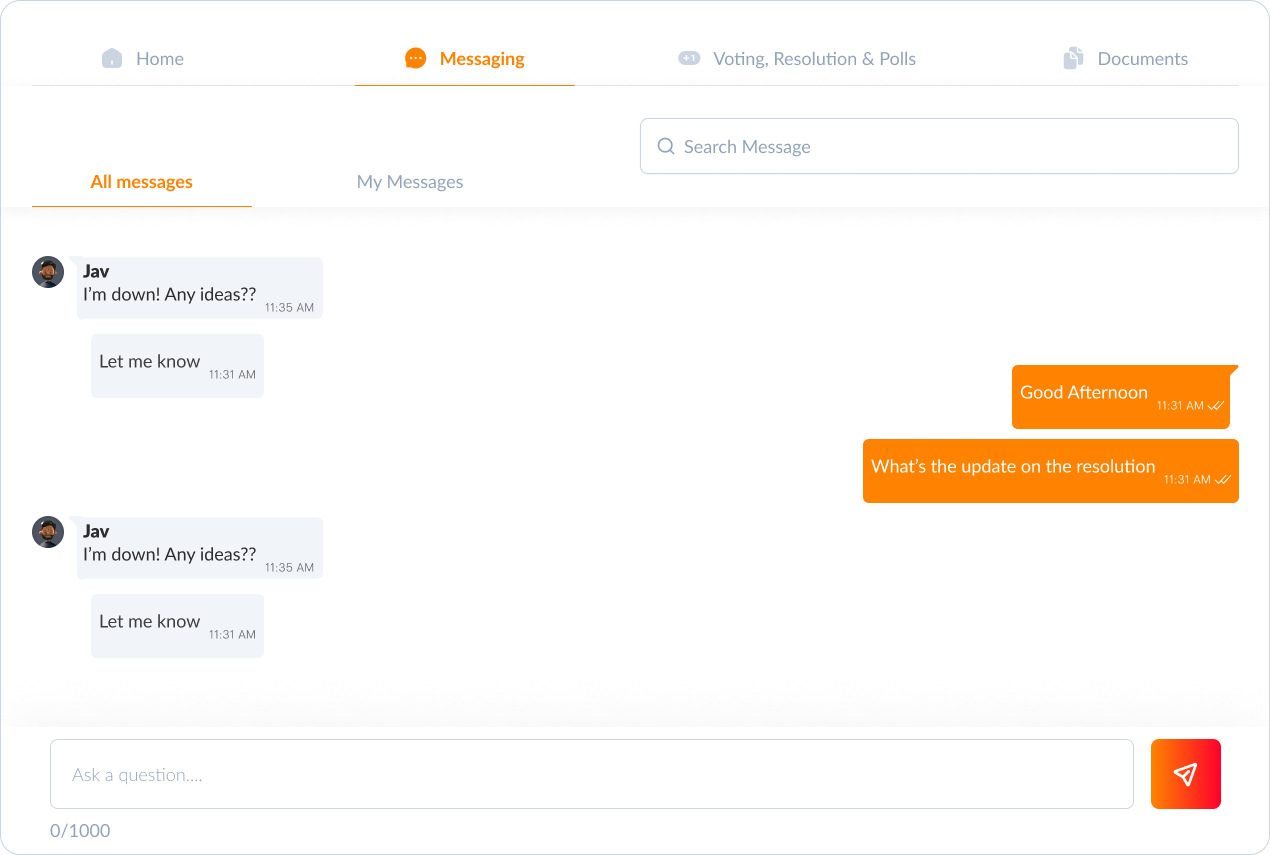 Home
Messaging
+1
Voting, Resolution & Polls
Documents
Search Message
All messages
My Messages
Jav
I’m down! Any ideas??
11:35 AM
Let me know
11:31 AM
Good Afternoon
11:31 AM
What’s the update on the resolution
11:31 AM
Jav
I’m down! Any ideas??
11:35 AM
Let me know
11:31 AM
Ask a question....
0/1000